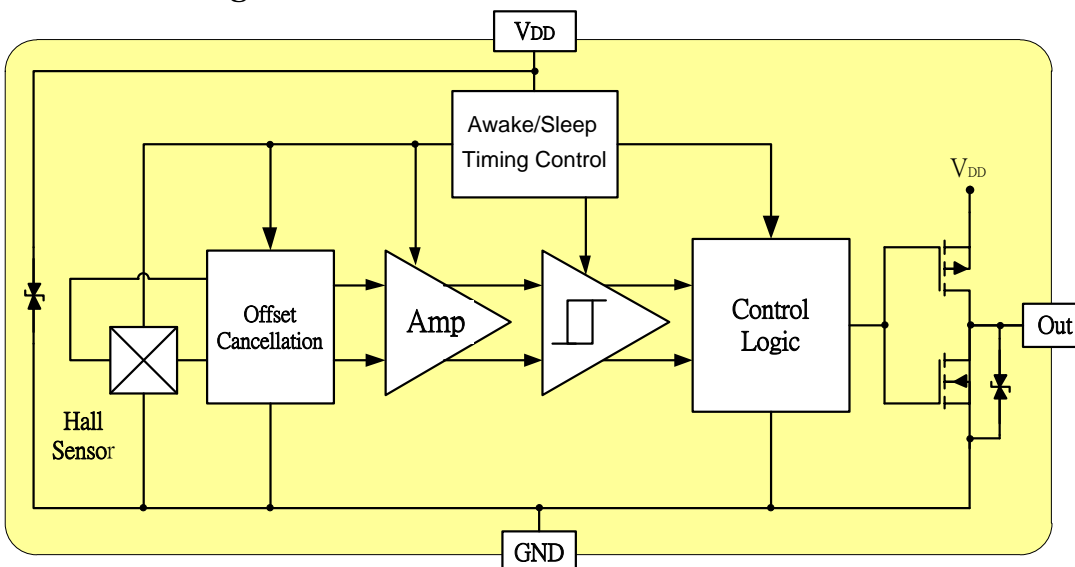 VDD
Awake/Sleep
Timing Control
VDD
Offset
Cancellation
Amp
Control
Logic
Out
Hall
Sensor
GND